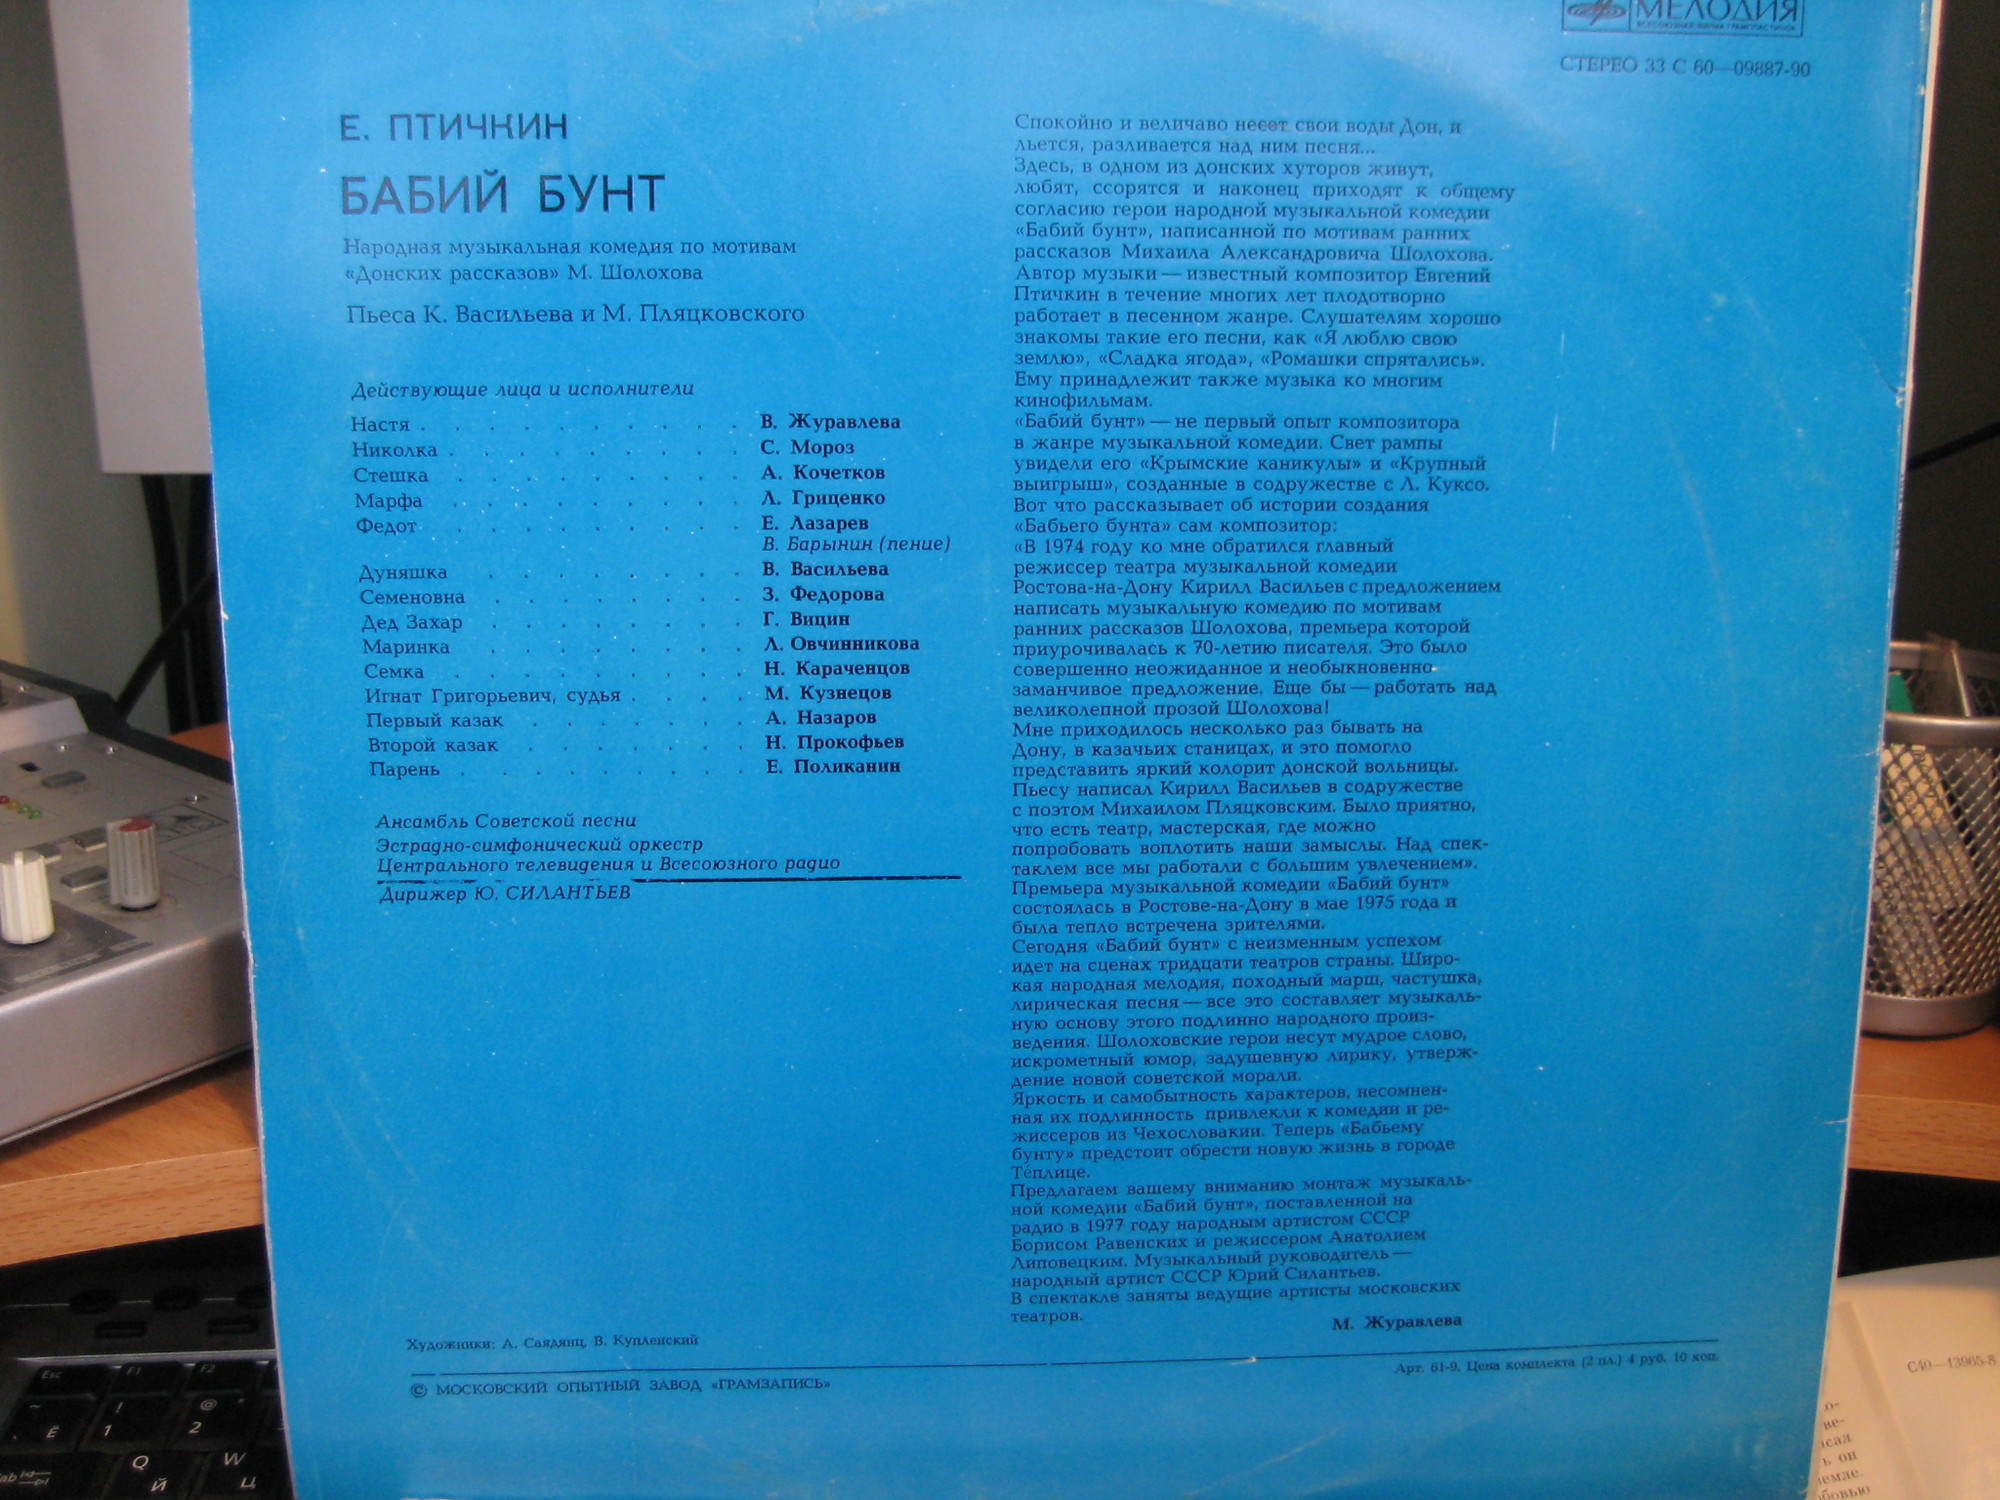 МЕЛОДИЯ
ВСЕСОЮЗНАЯ ФИРМА ГРАМПЛАСТИНОК
СТЕРЕО 33 С 60—09887-90
Е. ПТИЧКИН
БАБИЙ БУНТ
Народная музыкальная комедия по мотивам
«Донских рассказов» М. Шолохова
Пьеса К. Васильева и М. Пляцковского
Действующие лица и исполнители
Настя . . . . . . . . . . В. Журавлева
Николка . . . . . . . . . С. Мороз
Стешка . . . . . . . . . А. Кочетков
Марфа . . . . . . . . . Л. Гриценко
Федот . . . . . . . . . Е. Лазарев
В. Барынин (пение)
Дуняшка . . . . . . . . В. Васильева
Семеновна . . . . . . . . З. Федорова
Дед Захар . . . . . . . . Г. Вицин
Маринка . . . . . . . . Л. Овчинникова
Семка . . . . . . . . . Н. Караченцов
Игнат Григорьевич, судья . . . . М. Кузнецов
Первый казак . . . . . . . А. Назаров
Второй казак . . . . . . . Н. Прокофьев
Парень . . . . . . . . . Е. Поликанин
Ансамбль Советской песни
Эстрадно-симфонический оркестр
Центрального телевидения и Всесоюзного радио
Дирижер Ю. СИЛАНТЬЕВ
Спокойно и величаво несет свои воды Дон, и
льется, разливается над ним песня...
Здесь, в одном из донских хуторов живут,
любят, ссорятся и наконец приходят к общему
согласию герои народной музыкальной комедии
«Бабий бунт», написанной по мотивам ранних
рассказов Михаила Александровича Шолохова.
Автор музыки — известный композитор Евгений
Птичкин в течение многих лет плодотворно
работает в песенном жанре. Слушателям хорошо
знакомы такие его песни, как «Я люблю свою
землю», «Сладка ягода», «Ромашки спрятались».
Ему принадлежит также музыка ко многим
кинофильмам.
«Бабий бунт» — не первый опыт композитора
в жанре музыкальной комедии. Свет рампы
увидели его «Крымские каникулы» и «Крупный
выигрыш», созданные в содружестве с Л. Куксо.
Вот что рассказывает об истории создания
«Бабьего бунта» сам композитор:
«В 1974 году ко мне обратился главный
режиссер театра музыкальной комедии
Ростова-на-Дону Кирилл Васильев с предложением
написать музыкальную комедию по мотивам
ранних рассказов Шолохова, премьера которой
приурочивалась к 70-летию писателя. Это было
совершенно неожиданное и необыкновенно
заманчивое предложение. Еще бы — работать над
великолепной прозой Шолохова!
Мне приходилось несколько раз бывать на
Дону, в казачьих станицах, и это помогло
представить яркий колорит донской вольницы.
Пьесу написал Кирилл Васильев в содружестве
с поэтом Михаилом Пляцковским. Было приятно,
что есть театр, мастерская, где можно
попробовать воплотить наши замыслы. Над спек-
таклем все мы работали с большим увлечением».
Премьера музыкальной комедии «Бабий бунт»
состоялась в Ростове-на-Дону в мае 1975 года и
была тепло встречена зрителями.
Сегодня «Бабий бунт» с неизменным успехом
идет на сценах тридцати театров страны. Широ-
кая народная мелодия, походный марш, частушка,
лирическая песня — все это составляет музыкаль-
ную основу этого подлинно народного произ-
ведения. Шолоховские герои несут мудрое слово,
искрометный юмор, задушевную лирику, утверж-
дение новой советской морали.
Яркость и самобытность характеров, несомнен-
ная их подлинность привлекли к комедии и ре-
жиссеров из Чехословакии. Теперь «Бабьему
бунту» предстоит обрести новую жизнь в городе
Те́плице.
Предлагаем вашему вниманию монтаж музыкаль-
ной комедии «Бабий бунт», поставленной на
радио в 1977 году народным артистом СССР
Борисом Равенских и режиссером Анатолием
Липовецким. Музыкальный руководитель —
народный артист СССР Юрий Силантьев.
В спектакле заняты ведущие артисты московских
театров.
М. Журавлева
Художники: А. Саядянц, В. Купленский
Арт. 61-9. Цена комплекта (2 пл.) 4 руб. 10 коп.
© МОСКОВСКИЙ ОПЫТНЫЙ ЗАВОД «ГРАМЗАПИСЬ»
С40—13965-8
Esc F1 F2
~ Ё ! 1 @ 2
Tab Q Й W Ц